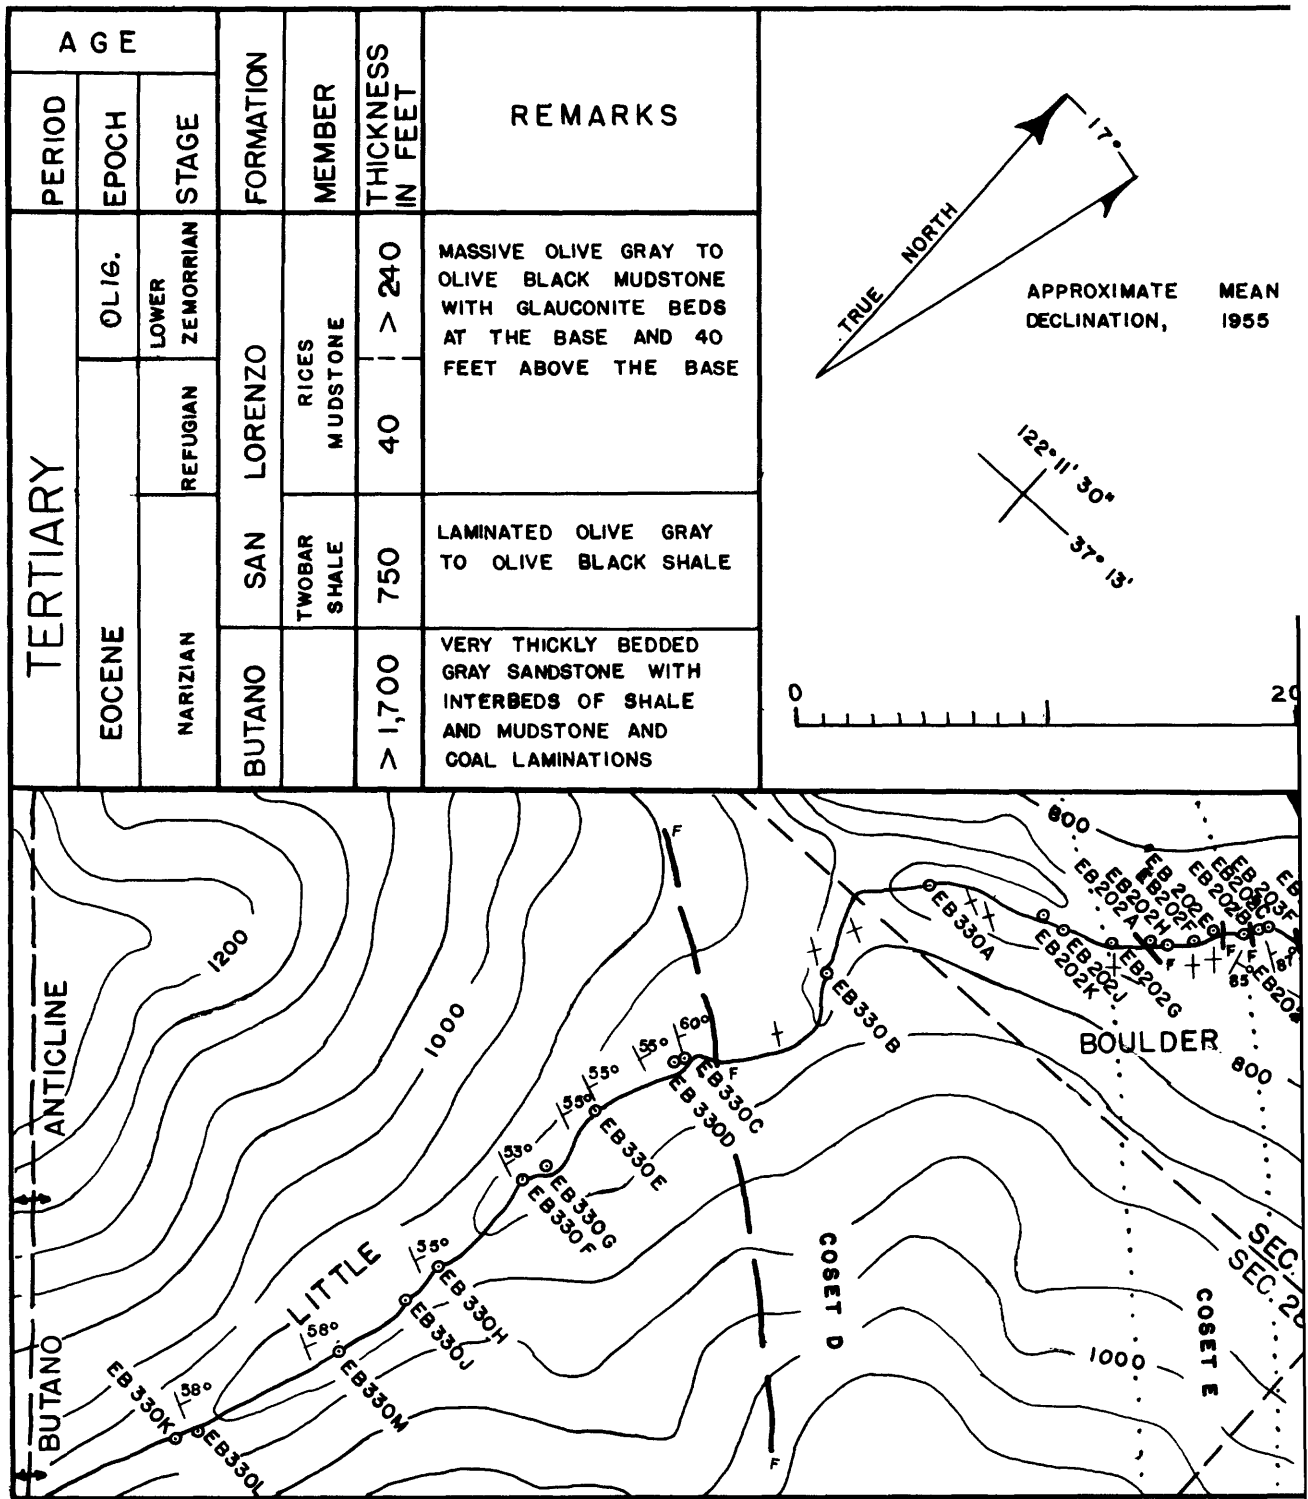 AGE
PERIOD
EPOCH
STAGE
FORMATION
MEMBER
THICKNESS
IN FEET
REMARKS
TERTIARY
OLIG.
EOCENE
LOWER
ZEMORRIAN
REFUGIAN
NARIZIAN
SAN LORENZO
BUTANO
RICES
MUDSTONE
TWOBAR
SHALE
> 240
40
750
> 1,700
MASSIVE OLIVE GRAY TO
OLIVE BLACK MUDSTONE
WITH GLAUCONITE BEDS
AT THE BASE AND 40
FEET ABOVE THE BASE
LAMINATED OLIVE GRAY
TO OLIVE BLACK SHALE
VERY THICKLY BEDDED
GRAY SANDSTONE WITH
INTERBEDS OF SHALE
AND MUDSTONE AND
COAL LAMINATIONS
17°
TRUE NORTH
APPROXIMATE MEAN
DECLINATION, 1955
122° 11' 30"
37° 13'
0
20
800
F
EB202A
EB202H
EB202F
EB202E
EB202B
EB202C
EB203F
EB
1200
EB330A
EB202K
EB202J
EB202G
F
F
F
85
87°
EB20
BOULDER
800
1000
ANTICLINE
EB330B
60°
55°
F
EB330C
EB330D
55°
55°
EB330E
53°
EB330G
EB330F
55°
LITTLE
EB330H
EB330J
58°
EB330M
58°
EB330K
EB330L
BUTANO
COSET D
COSET E
SEC.
SEC. 28
1000
F